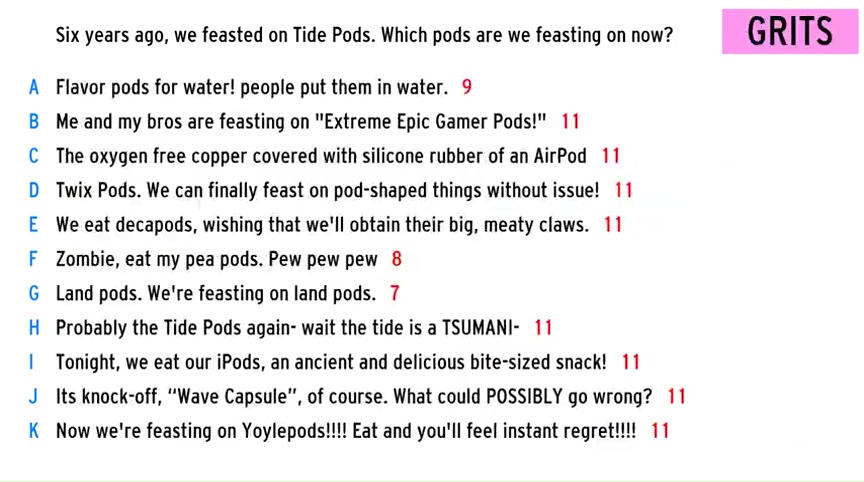 Six years ago, we feasted on Tide Pods. Which pods are we feasting on now?
GRITS
A Flavor pods for water! people put them in water. 9
B Me and my bros are feasting on "Extreme Epic Gamer Pods!" 11
C The oxygen free copper covered with silicone rubber of an AirPod 11
D Twix Pods. We can finally feast on pod-shaped things without issue! 11
E We eat decapods, wishing that we'll obtain their big, meaty claws. 11
F Zombie, eat my pea pods. Pew pew pew 8
G Land pods. We're feasting on land pods. 7
H Probably the Tide Pods again- wait the tide is a TSUMANI- 11
I Tonight, we eat our iPods, an ancient and delicious bite-sized snack! 11
J Its knock-off, “Wave Capsule”, of course. What could POSSIBLY go wrong? 11
K Now we're feasting on Yoylepods!!!! Eat and you'll feel instant regret!!!! 11